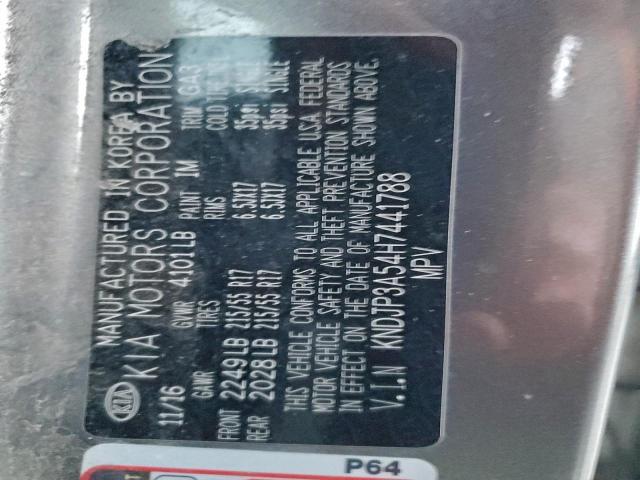 KIA
MANUFACTURED IN KOREA BY
KIA MOTORS CORPORATION
11/16 GVWR 4101LB PAINT 1M TRIM GA3
GAWR TIRES RIMS COLD
FRONT 2249LB 215/55 R17 6.5JX17 33psi SINGLE
REAR 2028LB 215/55 R17 6.5JX17 33psi SINGLE
THIS VEHICLE CONFORMS TO ALL APPLICABLE U.S.A FEDERAL
MOTOR VEHICLE SAFETY AND THEFT PREVENTION STANDARDS
IN EFFECT ON THE DATE OF MANUFACTURE SHOWN ABOVE.
V.I.N KNDJP3A54H7441788
MPV
P64